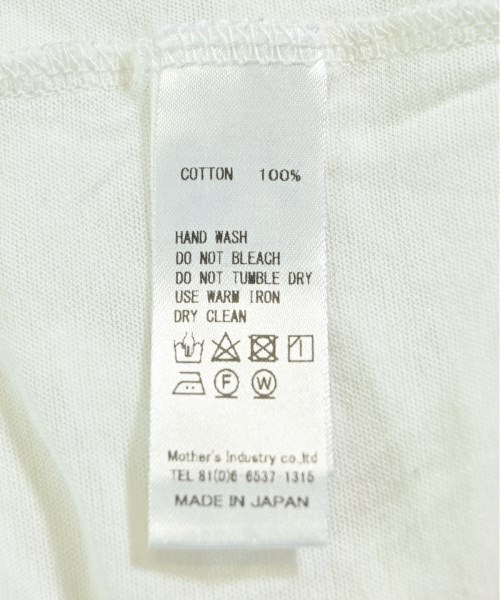 COTTON 100%
HAND WASH
DO NOT BLEACH
DO NOT TUMBLE DRY
USE WARM IRON
DRY CLEAN
F W
Mother's Industry co.,ltd
TEL 81(0)6-6537-1315
MADE IN JAPAN